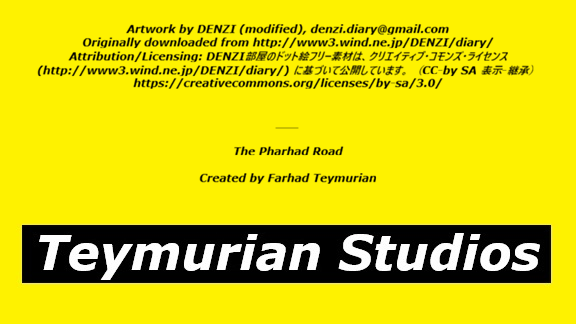 Artwork by DENZI (modified), denzi.diary@gmail.com
Originally downloaded from http://www3.wind.ne.jp/DENZI/diary/
Attribution/Licensing: DENZI部屋のドット絵フリー素材は、クリエイティブ・コモンズ・ライセンス
(http://www3.wind.ne.jp/DENZI/diary/) に基づいて公開しています。（CC-by SA 表示-継承）
https://creativecommons.org/licenses/by-sa/3.0/
___
The Pharhad Road
Created by Farhad Teymurian
Teymurian Studios